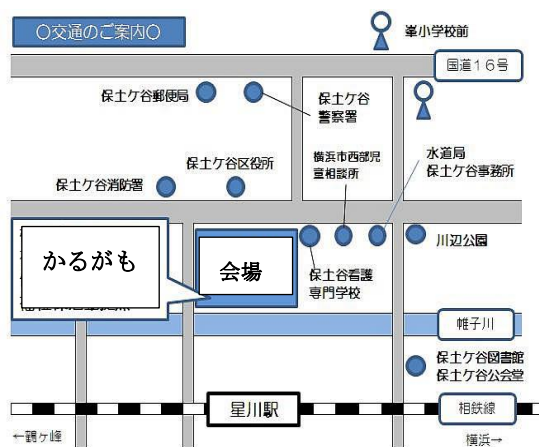 〇交通のご案内〇
峯小学校前
国道16号
保土ケ谷郵便局
保土ケ谷
警察署
横浜市西部児
童相談所
水道局
保土ケ谷事務所
保土ケ谷区役所
保土ケ谷消防署
かるがも
会場
川辺公園
保土谷看護
専門学校
帷子川
保土ケ谷図書館
保土ケ谷公会堂
星川駅
相鉄線
←鶴ヶ峰
横浜→